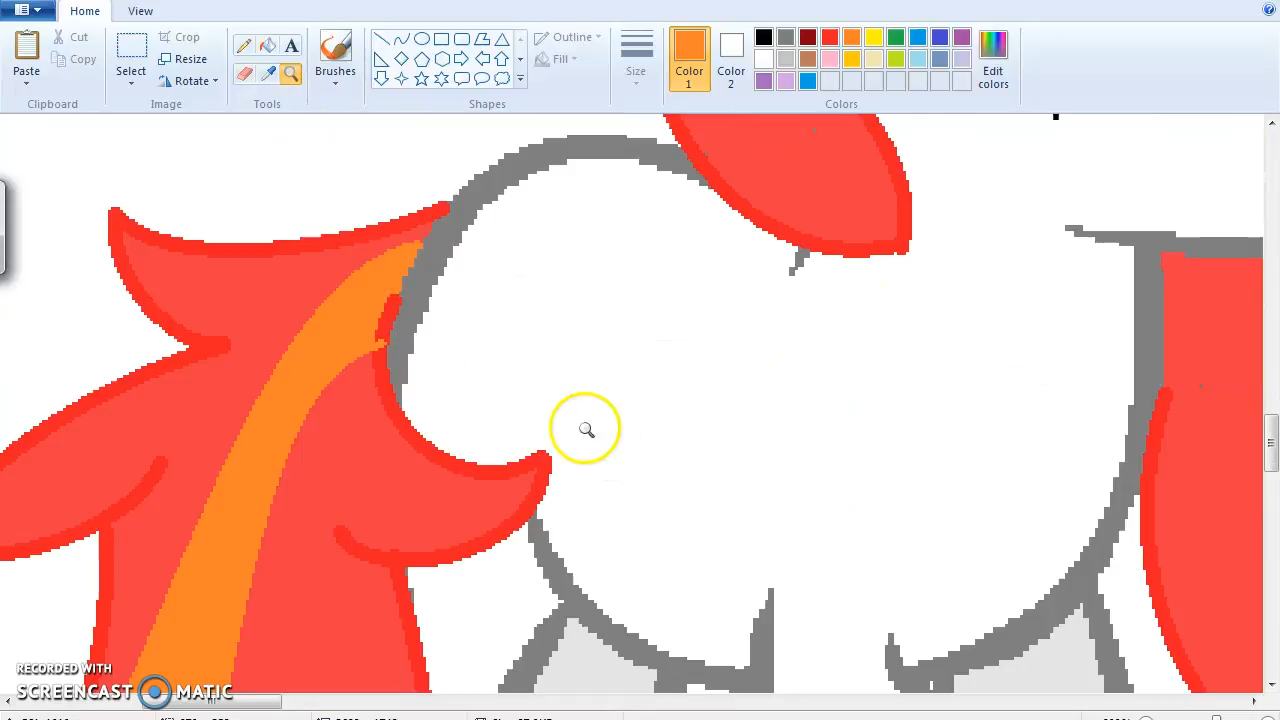 Home View
Paste
Cut
Copy
Clipboard
Select
Crop
Resize
Rotate
Image
A
Tools
Brushes
Outline
Fill
Shapes
Size
Color 1
Color 2
Edit colors
Colors
RECORDED WITH
SCREENCAST MATIC